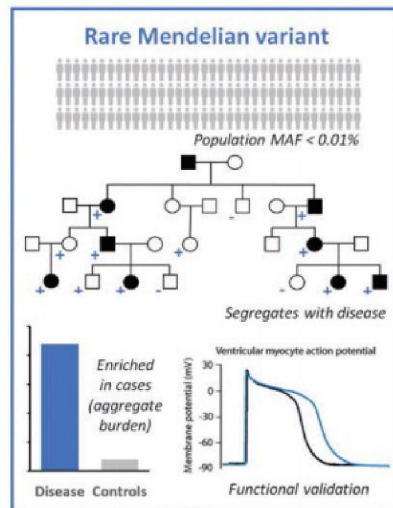 Rare Mendelian variant
Population MAF < 0.01%
+ - +
+ + + +
+ + + - - + +
Segregates with disease
Enriched
in cases
(aggregate
burden)
Disease Controls
Ventricular myocyte action potential
Membrane potential (mV)
30
0
-30
-60
-90
Functional validation